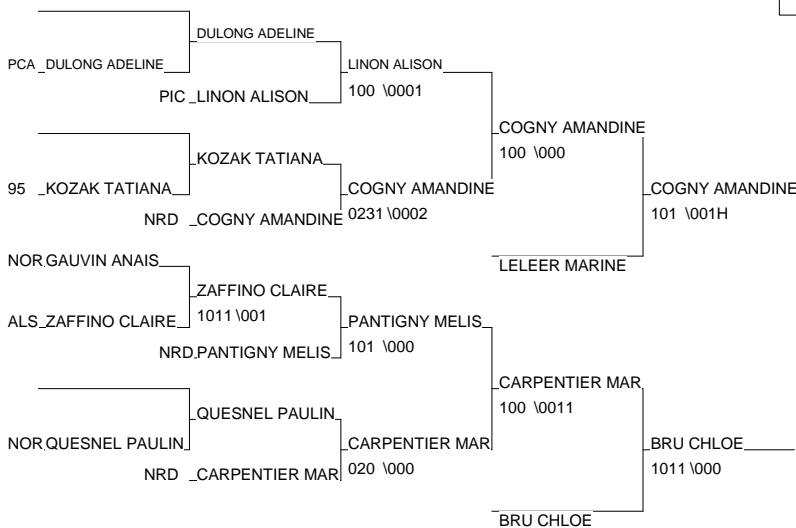 DULONG ADELINE
PCA DULONG ADELINE
LINON ALISON
PIC LINON ALISON
100 \0001
COGNY AMANDINE
100 \000
KOZAK TATIANA
95 KOZAK TATIANA
COGNY AMANDINE
COGNY AMANDINE
NRD COGNY AMANDINE
0231 \0002
101 \001H
NOR GAUVIN ANAIS
LELEER MARINE
ZAFFINO CLAIRE
1011 \001
ALS ZAFFINO CLAIRE
PANTIGNY MELIS
NRD PANTIGNY MELIS
101 \000
CARPENTIER MAR
100 \0011
QUESNEL PAULIN
NOR QUESNEL PAULIN
CARPENTIER MAR
BRU CHLOE
NRD CARPENTIER MAR
020 \000
1011 \000
BRU CHLOE